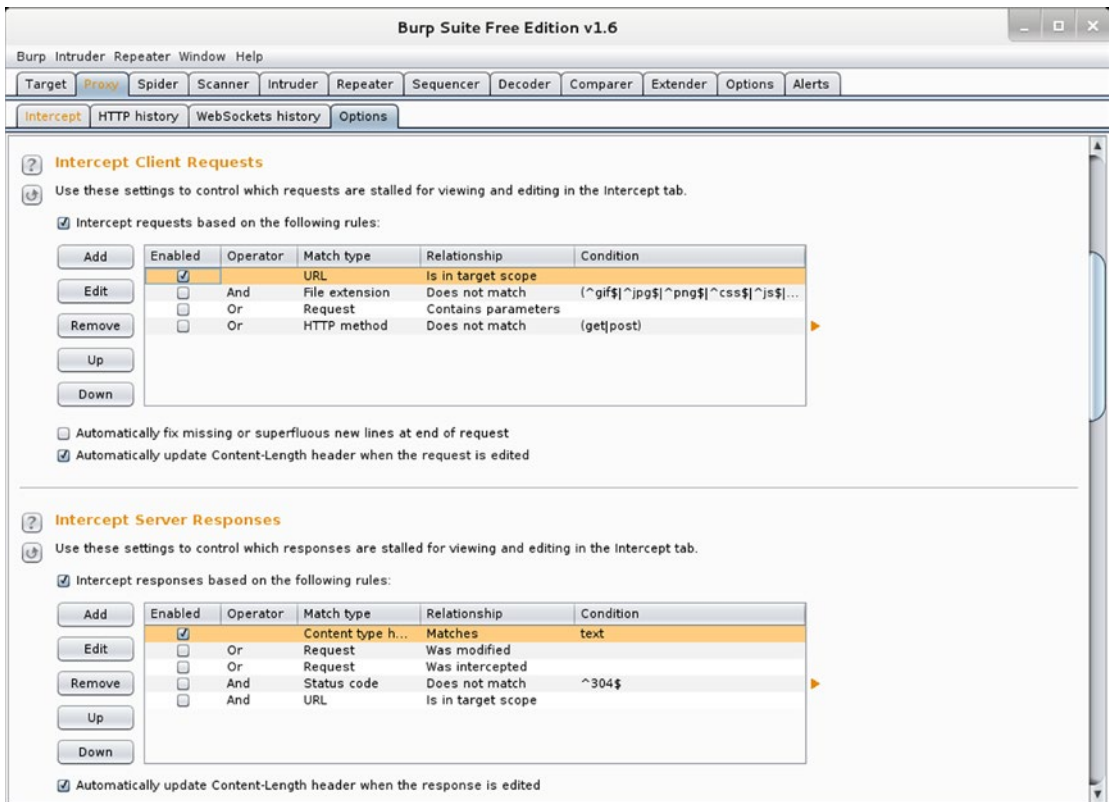 Burp Suite Free Edition v1.6
Burp Intruder Repeater Window Help
Target Proxy Spider Scanner Intruder Repeater Sequencer Decoder Comparer Extender Options Alerts
Intercept HTTP history WebSockets history Options
? Intercept Client Requests
Use these settings to control which requests are stalled for viewing and editing in the Intercept tab.
Intercept requests based on the following rules:
Add
Edit
Remove
Up
Down
Enabled Operator Match type Relationship Condition
URL Is in target scope
And File extension Does not match (^gif$|^jpg$|^png$|^css$|^js$|...
Or Request Contains parameters
Or HTTP method Does not match (get|post)
Automatically fix missing or superfluous new lines at end of request
Automatically update Content-Length header when the request is edited
? Intercept Server Responses
Use these settings to control which responses are stalled for viewing and editing in the Intercept tab.
Intercept responses based on the following rules:
Add
Edit
Remove
Up
Down
Enabled Operator Match type Relationship Condition
Content type h... Matches text
Or Request Was modified
Or Request Was intercepted
And Status code Does not match ^304$
And URL Is in target scope
Automatically update Content-Length header when the response is edited